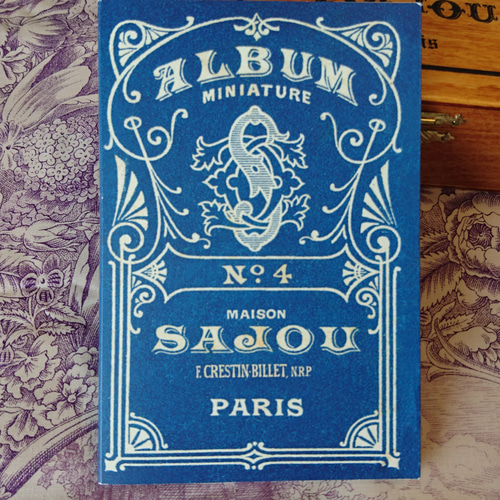 ALBUM
MINIATURE
S
Nº 4
MAISON
SAJOU
F. CRESTIN-BILLET, N.R.P
PARIS